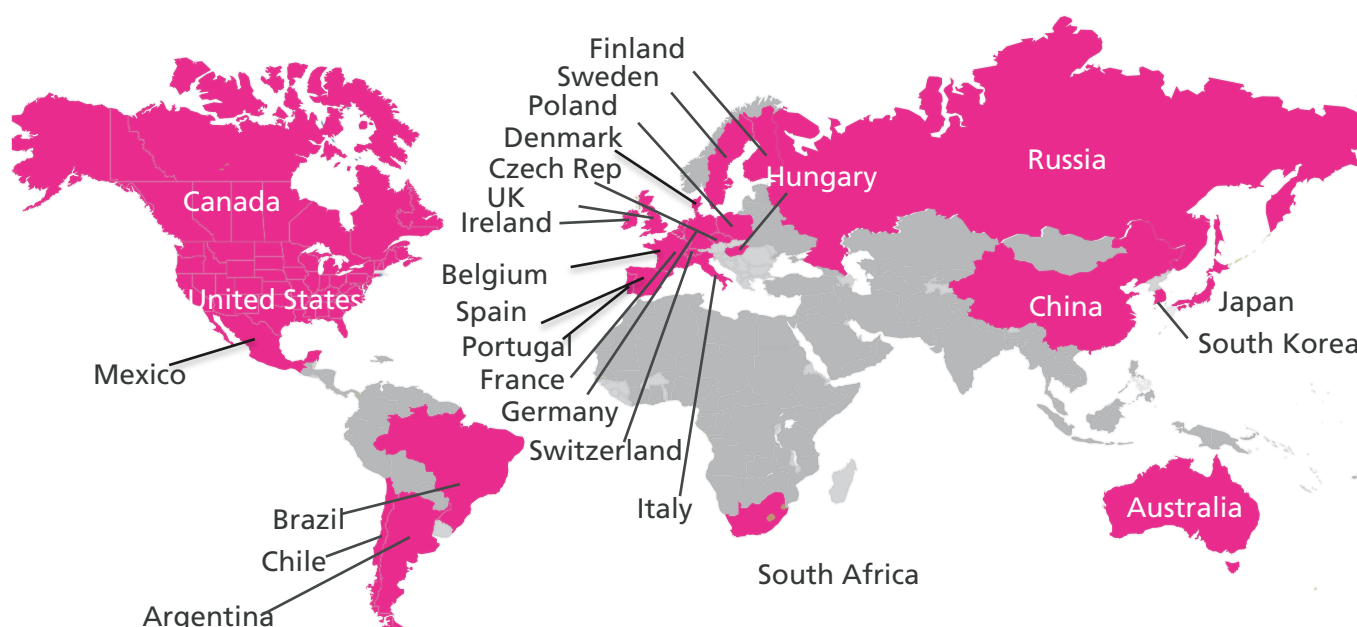 Finland
Sweden
Poland
Denmark
Czech Rep
UK
Ireland
Belgium
Spain
Portugal
France
Germany
Switzerland
Italy
Hungary
Russia
Canada
United States
Mexico
China
Japan
South Korea
Brazil
Chile
Argentina
South Africa
Australia